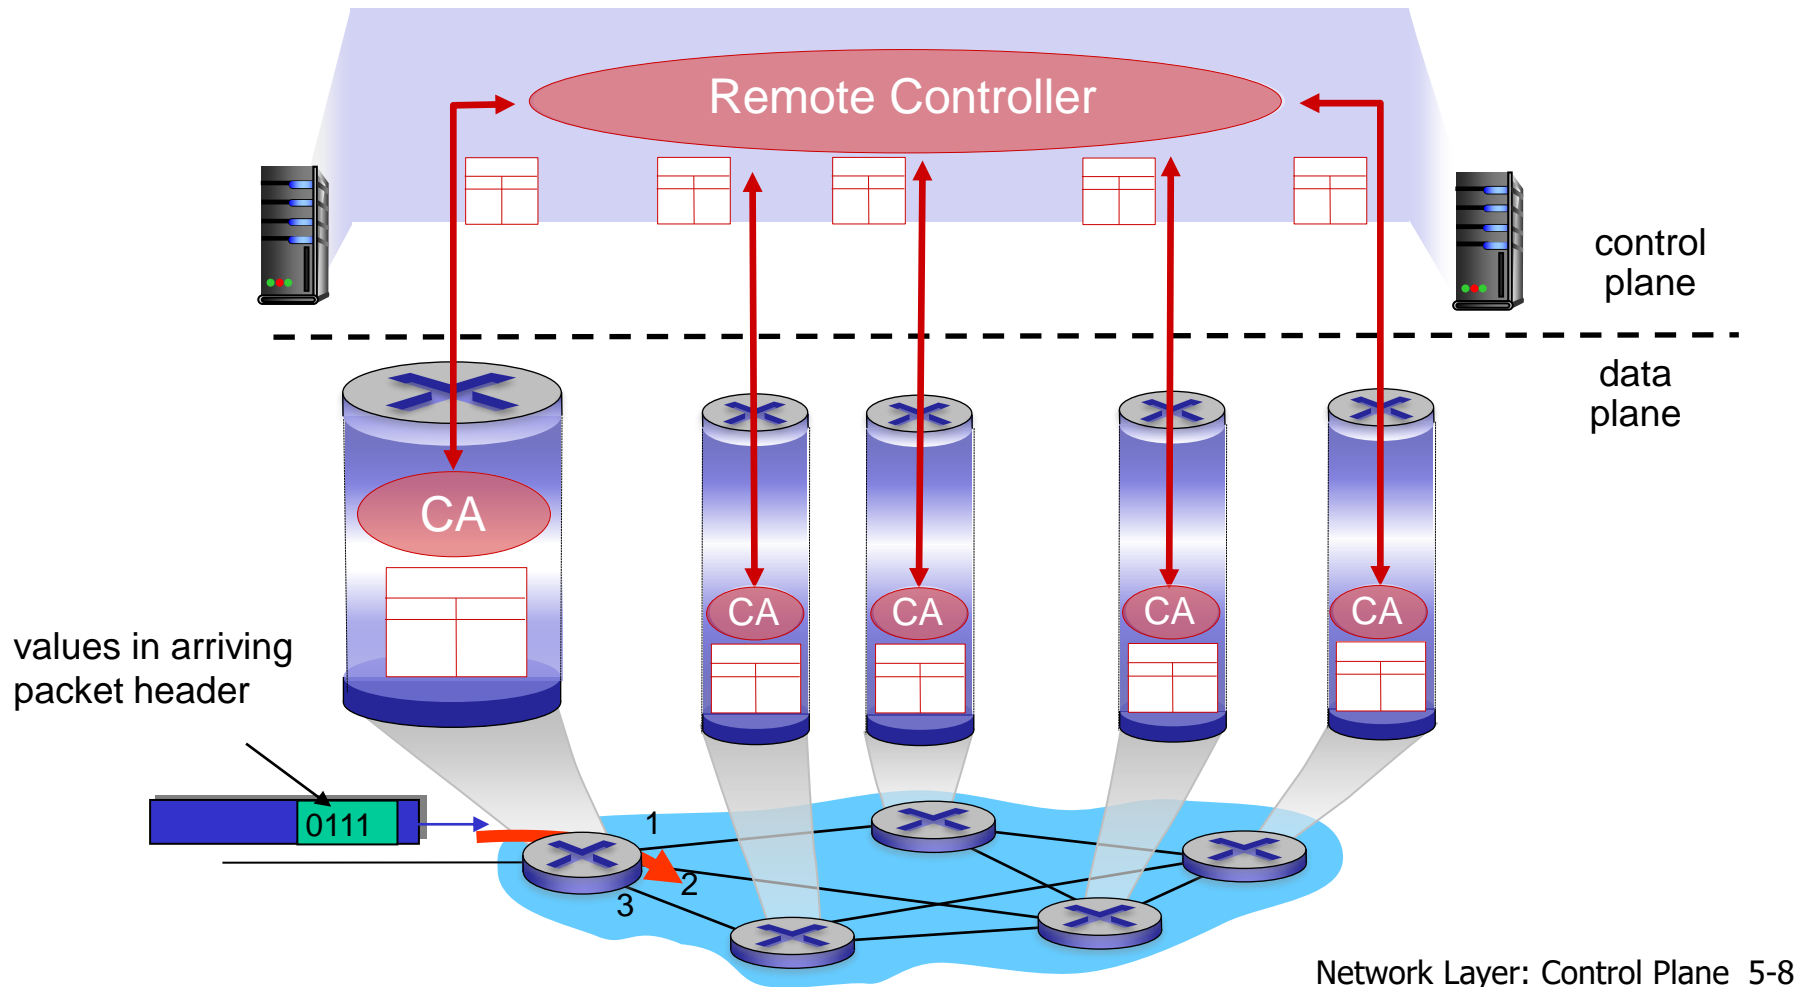 Remote Controller
control
plane
data
plane
CA
CA
CA
CA
CA
values in arriving
packet header
0111
1
2
3
Network Layer: Control Plane 5-8